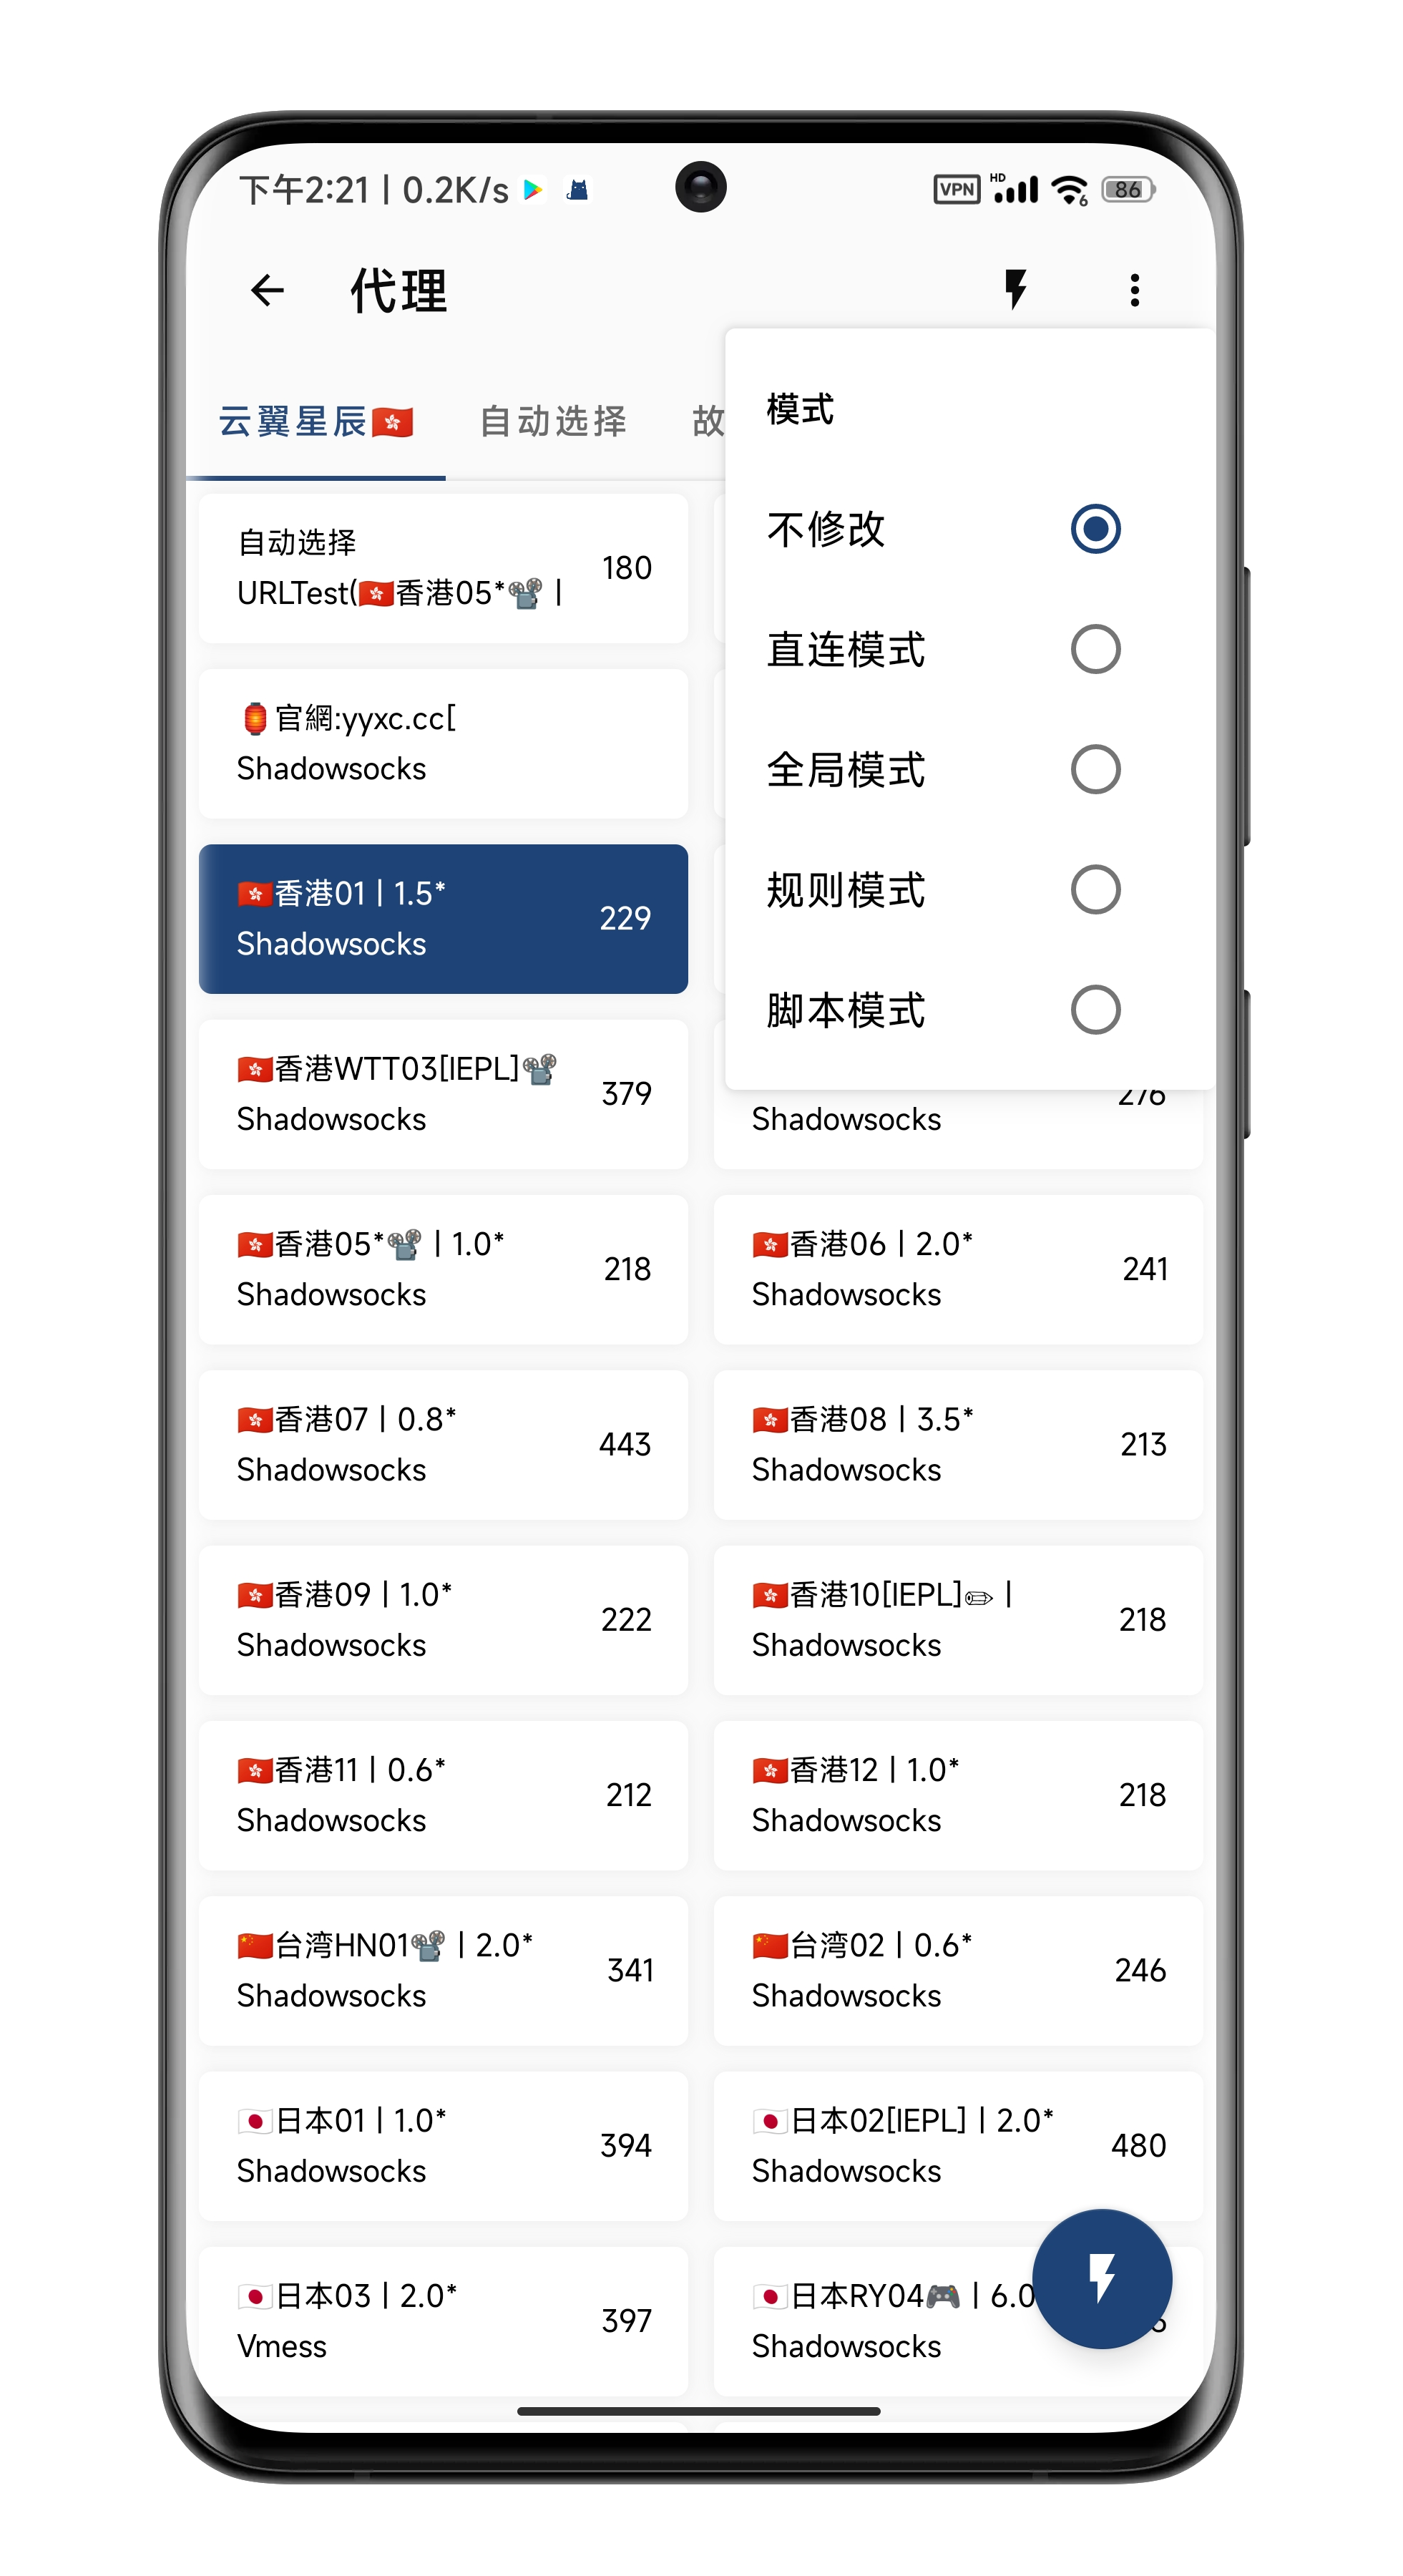 下午2:21 | 0.2K/s
VPN HD 6 86
代理
云翼星辰🇭🇰 自动选择 故
模式
不修改
直连模式
全局模式
规则模式
脚本模式
自动选择
URLTest(🇭🇰香港05*📽 |
180
🏮官網:yyxc.cc[
Shadowsocks
🇭🇰香港01 | 1.5*
Shadowsocks
229
🇭🇰香港WTT03[IEPL]📽
Shadowsocks
379
Shadowsocks
276
🇭🇰香港05*📽 | 1.0*
Shadowsocks
218
🇭🇰香港06 | 2.0*
Shadowsocks
241
🇭🇰香港07 | 0.8*
Shadowsocks
443
🇭🇰香港08 | 3.5*
Shadowsocks
213
🇭🇰香港09 | 1.0*
Shadowsocks
222
🇭🇰香港10[IEPL]✏ |
Shadowsocks
218
🇭🇰香港11 | 0.6*
Shadowsocks
212
🇭🇰香港12 | 1.0*
Shadowsocks
218
🇨🇳台湾HN01📽 | 2.0*
Shadowsocks
341
🇨🇳台湾02 | 0.6*
Shadowsocks
246
🇯🇵日本01 | 1.0*
Shadowsocks
394
🇯🇵日本02[IEPL] | 2.0*
Shadowsocks
480
🇯🇵日本03 | 2.0*
Vmess
397
🇯🇵日本RY04🎮 | 6.0
Shadowsocks